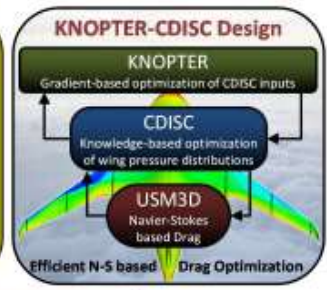 KNOPTER-CDISC Design
KNOPTER
Gradient-based optimization of CDISC inputs
CDISC
Knowledge-based optimization
of wing pressure distributions
USM3D
Navier-Stokes
based Drag
Efficient N-S based Drag Optimization